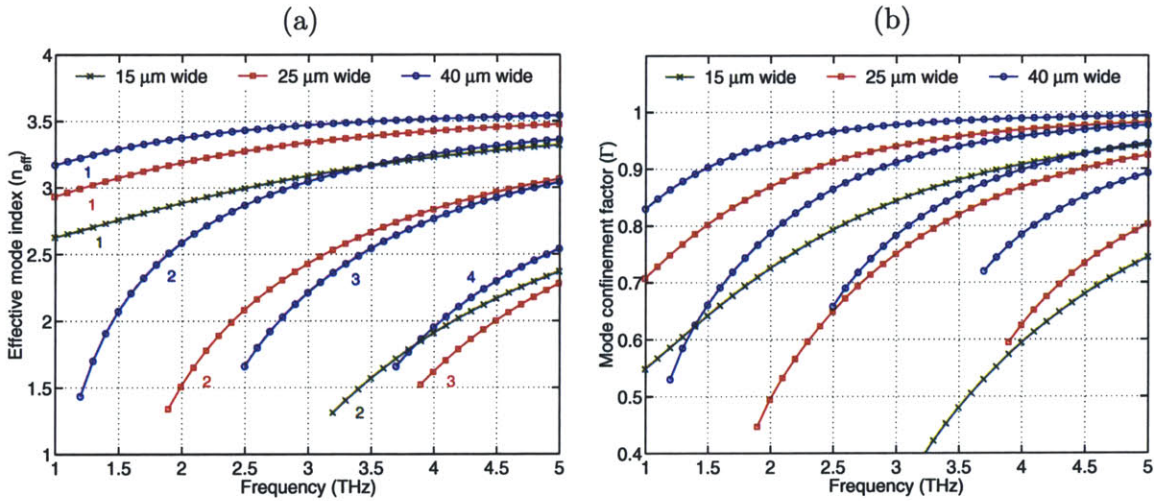 (a)
(b)
15 μm wide 25 μm wide 40 μm wide
Effective mode index (n_eff)
4
3.5
3
2.5
2
1.5
1
1
1
1
2
2
3
4
2
3
1 1.5 2 2.5 3 3.5 4 4.5 5
Frequency (THz)
15 μm wide 25 μm wide 40 μm wide
Mode confinement factor (Γ)
1
0.9
0.8
0.7
0.6
0.5
0.4
1 1.5 2 2.5 3 3.5 4 4.5 5
Frequency (THz)